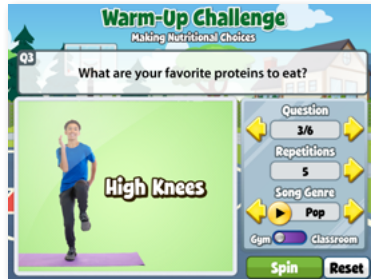 Warm-Up Challenge
Making Nutritional Choices
Q3
What are your favorite proteins to eat?
High Knees
Question
3/6
Repetitions
5
Song Genre
Pop
Gym Classroom
Spin Reset